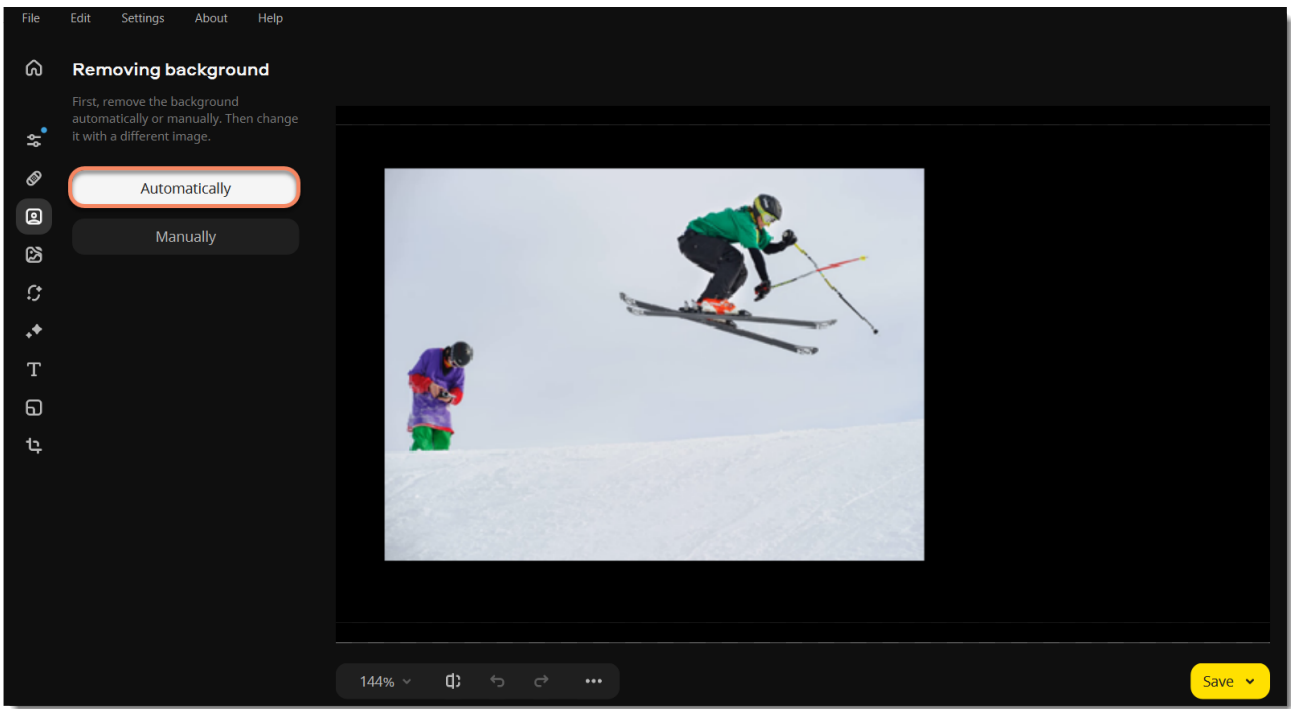 File Edit Settings About Help
Removing background
First, remove the background
automatically or manually. Then change
it with a different image.
Automatically
Manually
T
144%
Save